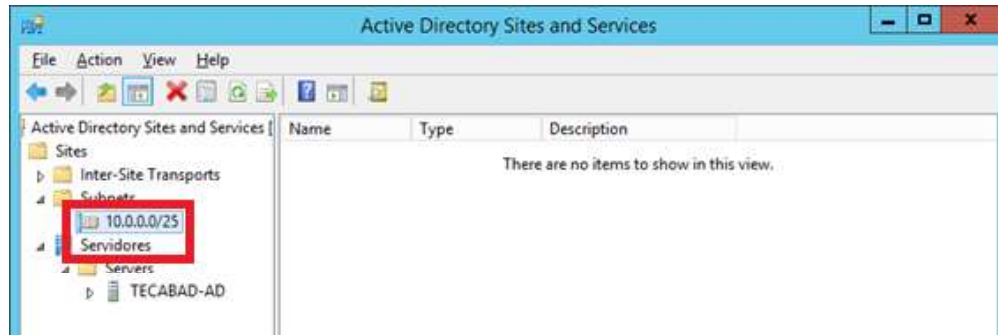 Active Directory Sites and Services
File Action View Help
Active Directory Sites and Services [
Name Type Description
There are no items to show in this view.
Sites
Inter-Site Transports
Subnets
10.0.0.0/25
Servidores
Servers
TECABAD-AD